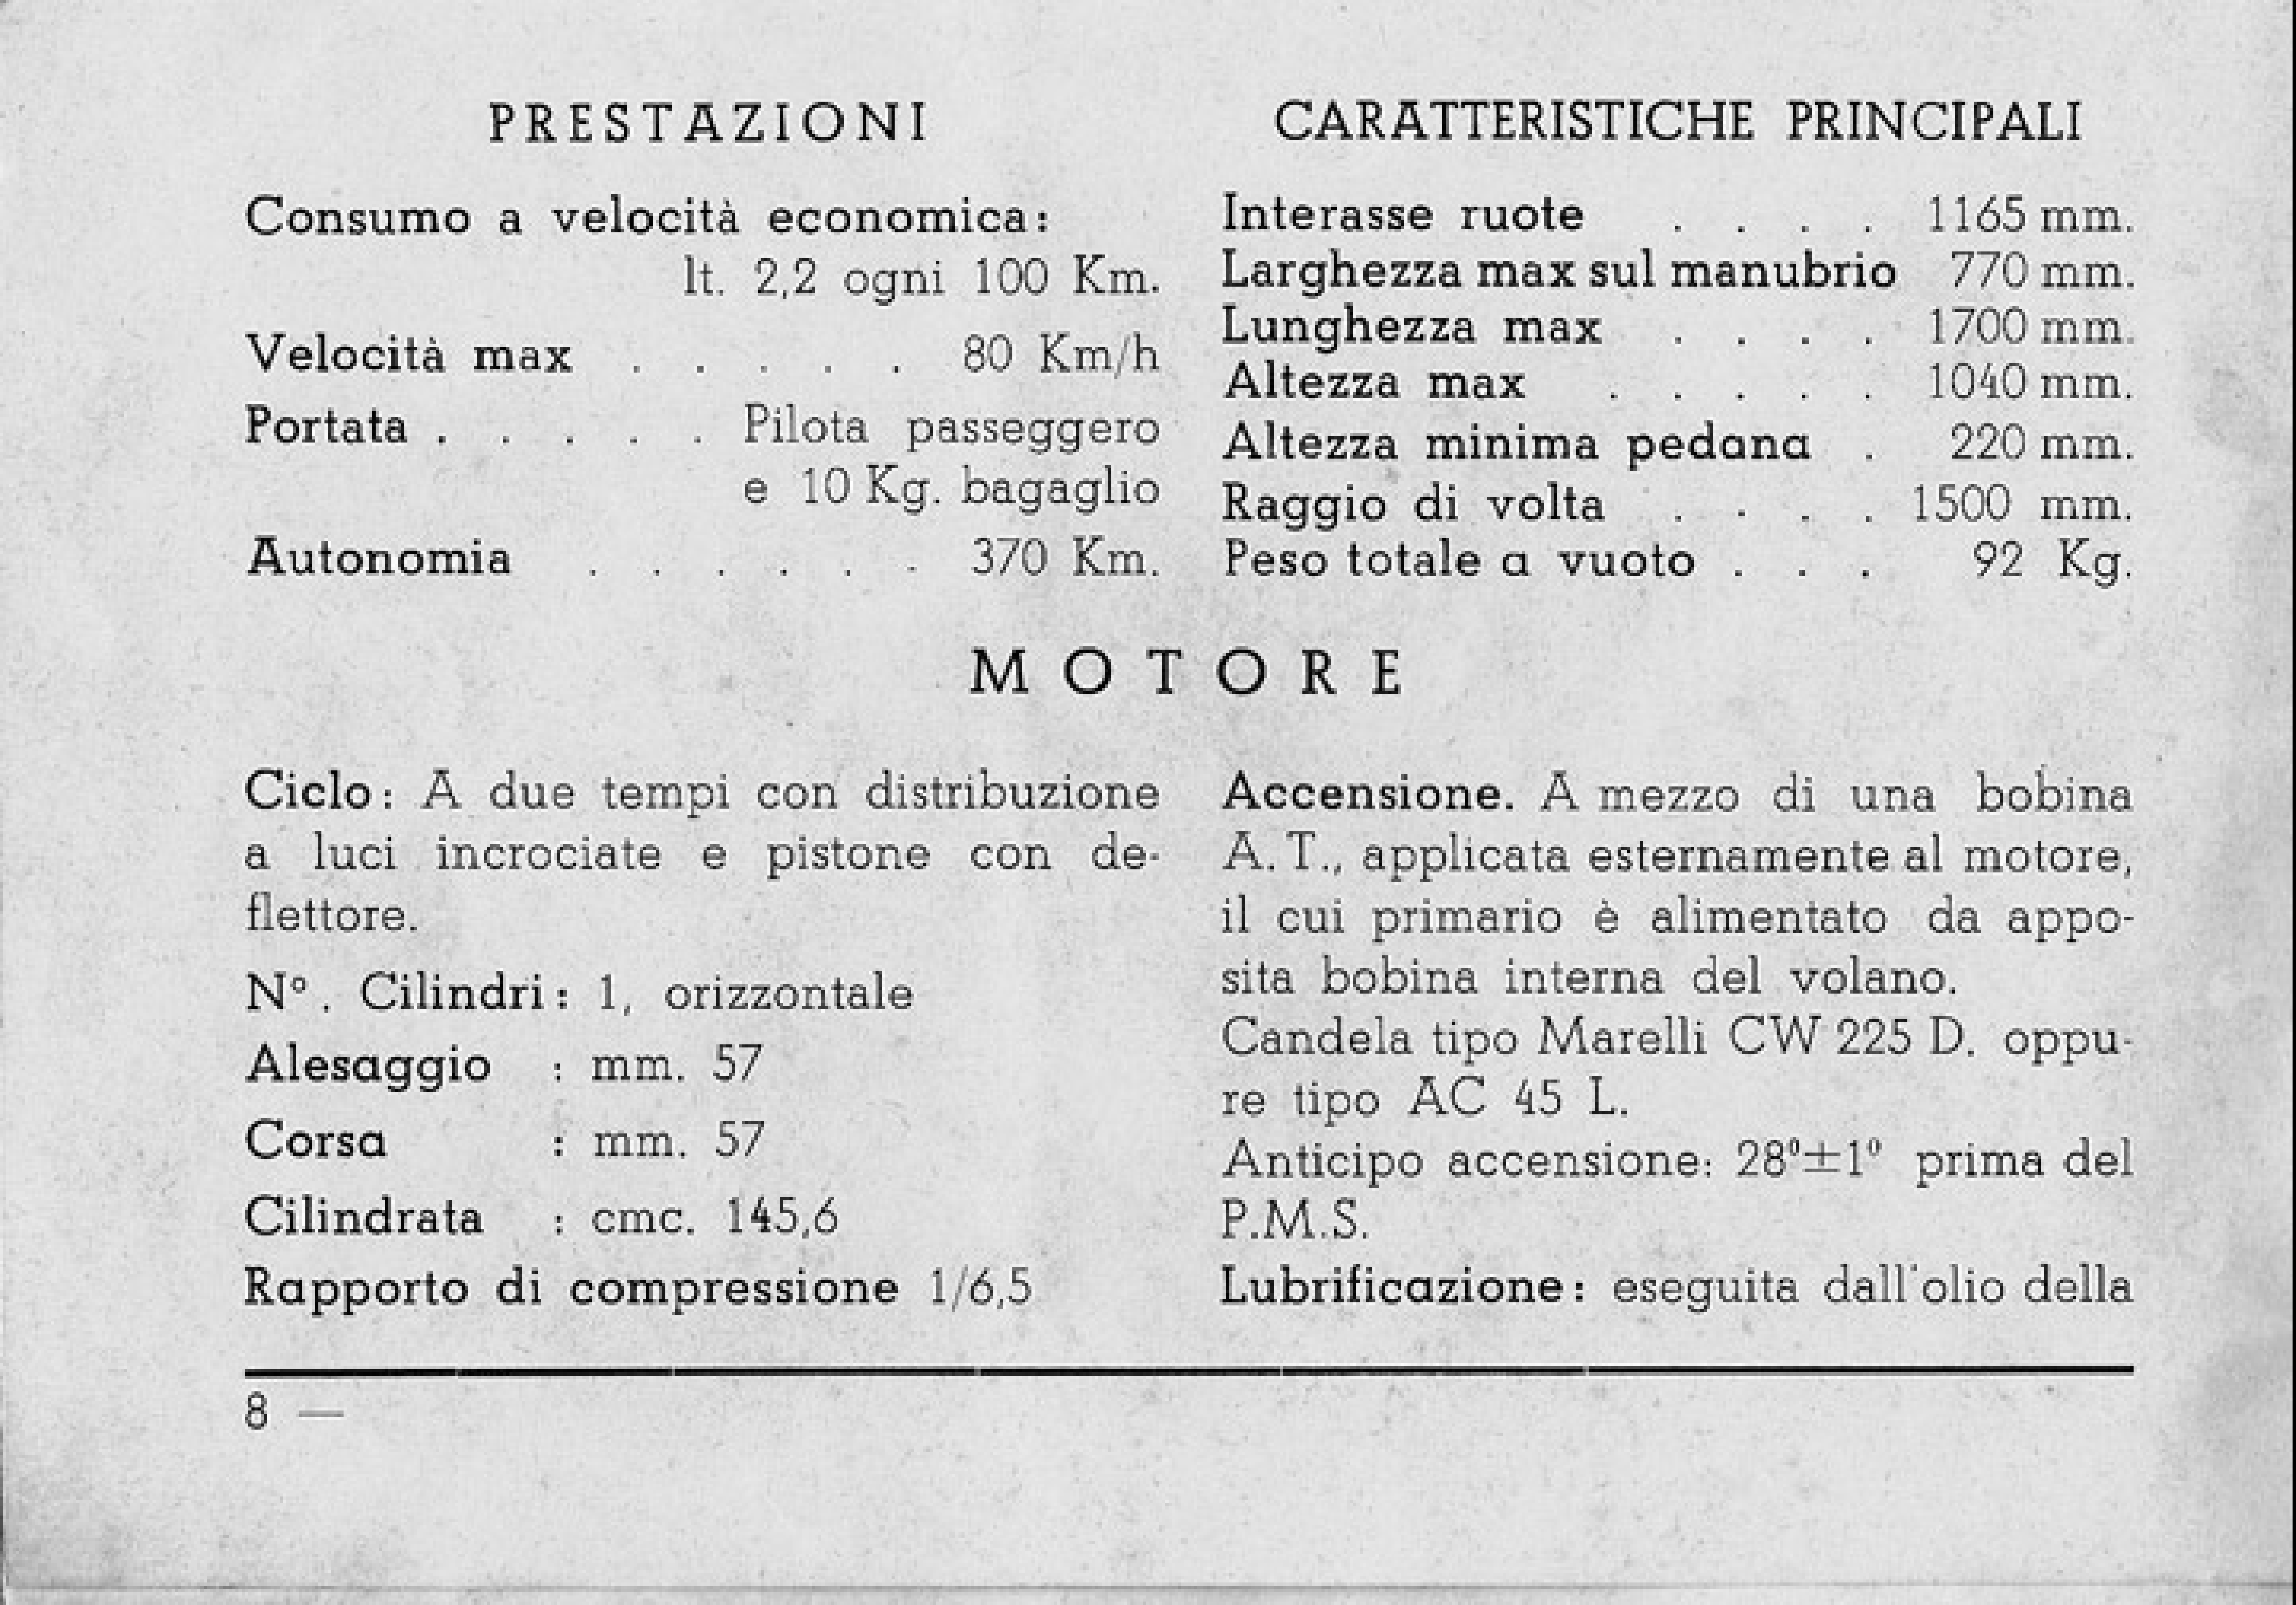 PRESTAZIONI
Consumo a velocità economica:
lt. 2,2 ogni 100 Km.
Velocità max . . . . . 80 Km/h
Portata . . . . . Pilota passeggero
e 10 Kg. bagaglio
Autonomia . . . . . . 370 Km.
CARATTERISTICHE PRINCIPALI
Interasse ruote . . . . 1165 mm.
Larghezza max sul manubrio 770 mm.
Lunghezza max . . . . 1700 mm.
Altezza max . . . . . 1040 mm.
Altezza minima pedana . 220 mm.
Raggio di volta . . . . 1500 mm.
Peso totale a vuoto . . . 92 Kg.
MOTORE
Ciclo: A due tempi con distribuzione
a luci incrociate e pistone con de-
flettore.
N°. Cilindri: 1, orizzontale
Alesaggio : mm. 57
Corsa : mm. 57
Cilindrata : cmc. 145,6
Rapporto di compressione 1/6,5
Accensione. A mezzo di una bobina
A.T., applicata esternamente al motore,
il cui primario è alimentato da appo-
sita bobina interna del volano.
Candela tipo Marelli CW 225 D. oppu-
re tipo AC 45 L.
Anticipo accensione: 28°±1° prima del
P.M.S.
Lubrificazione: eseguita dall'olio della
8 —